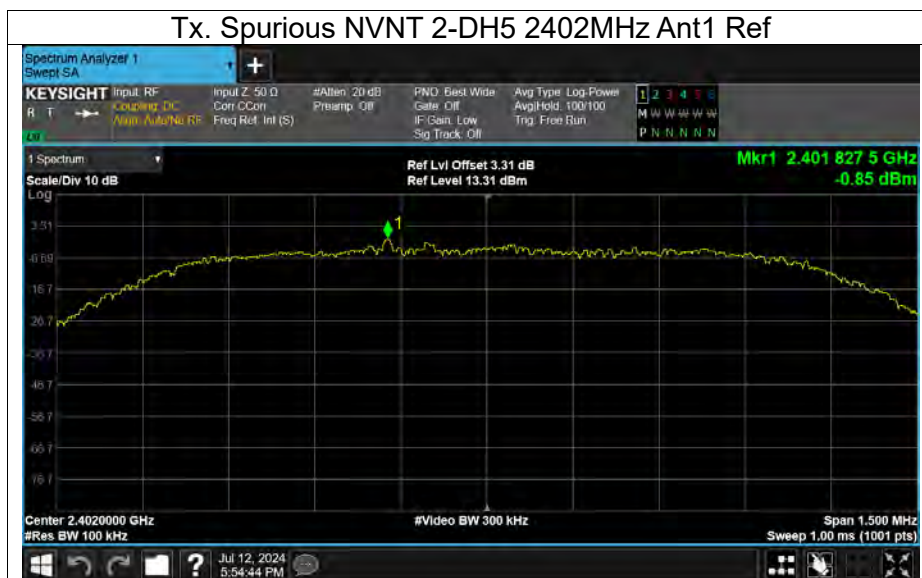 Tx. Spurious NVNT 2-DH5 2402MHz Ant1 Ref
Spectrum Analyzer 1
Swept SA
+
KEYSIGHT Input: RF Input Z: 50 Ω #Atten: 20 dB PNO: Best Wide Avg Type: Log-Power 1 2 3 4 5 6
R T Coupling: DC Corr CCorr Preamp: Off Gate: Off Avg|Hold: 100/100 M W W W W W
Align: Auto/No RF Freq Ref: Int (S) IF Gain: Low Trig: Free Run
Sig Track: Off P N N N N N
1 Spectrum Ref Lvl Offset 3.31 dB Mkr1 2.401 827 5 GHz
Scale/Div 10 dB Ref Level 13.31 dBm -0.85 dBm
Log
1
3.31
-6.69
-16.7
-26.7
-36.7
-46.7
-56.7
-66.7
-76.7
Center 2.4020000 GHz #Video BW 300 kHz Span 1.500 MHz
#Res BW 100 kHz Sweep 1.00 ms (1001 pts)
? Jul 12, 2024
5:54:44 PM